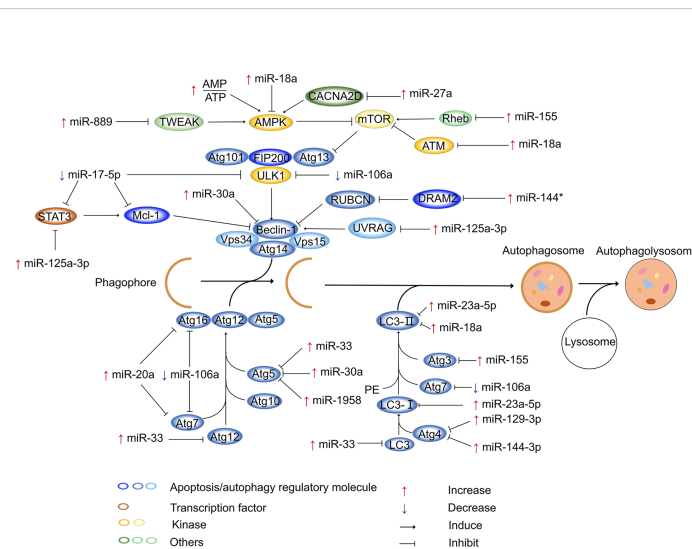 ↑ AMP
ATP
↑ miR-18a
CACNA2D
↑ miR-27a
↑ miR-889
TWEAK
AMPK
mTOR
Rheb
↑ miR-155
ATM
↑ miR-18a
Atg101
FIP200
Atg13
ULK1
↓ miR-17-5p
↓ miR-106a
↑ miR-30a
RUBCN
DRAM2
↑ miR-144*
STAT3
Mcl-1
Beclin-1
UVRAG
↑ miR-125a-3p
Vps34
Vps15
Atg14
↑ miR-125a-3p
Phagophore
Autophagosome
Autophagolysosom
Lysosome
Atg16
Atg12
Atg5
LC3-II
↑ miR-23a-5p
↑ miR-18a
↑ miR-33
↑ miR-20a
↓ miR-106a
Atg5
↑ miR-30a
↑ miR-1958
Atg10
Atg7
↑ miR-33
Atg12
Atg3
↑ miR-155
PE
Atg7
↓ miR-106a
LC3-I
↑ miR-23a-5p
↑ miR-129-3p
Atg4
↑ miR-33
LC3
↑ miR-144-3p
Apoptosis/autophagy regulatory molecule
↑ Increase
Transcription factor
↓ Decrease
Kinase
Induce
Others
Inhibit